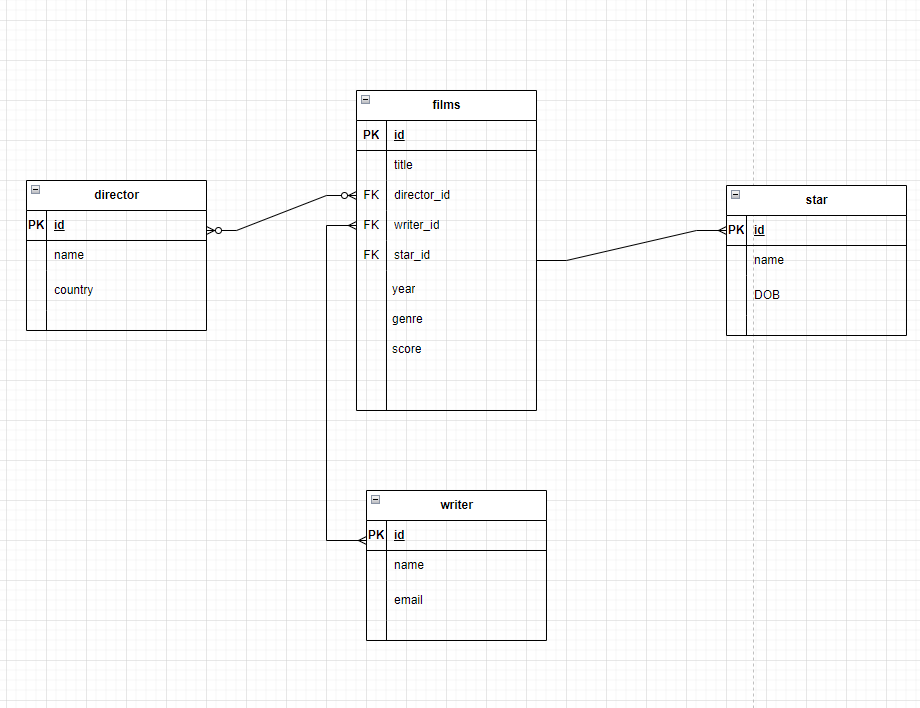 films
PK id
title
FK director_id
FK writer_id
FK star_id
year
genre
score
director
PK id
name
country
star
PK id
name
DOB
writer
PK id
name
email